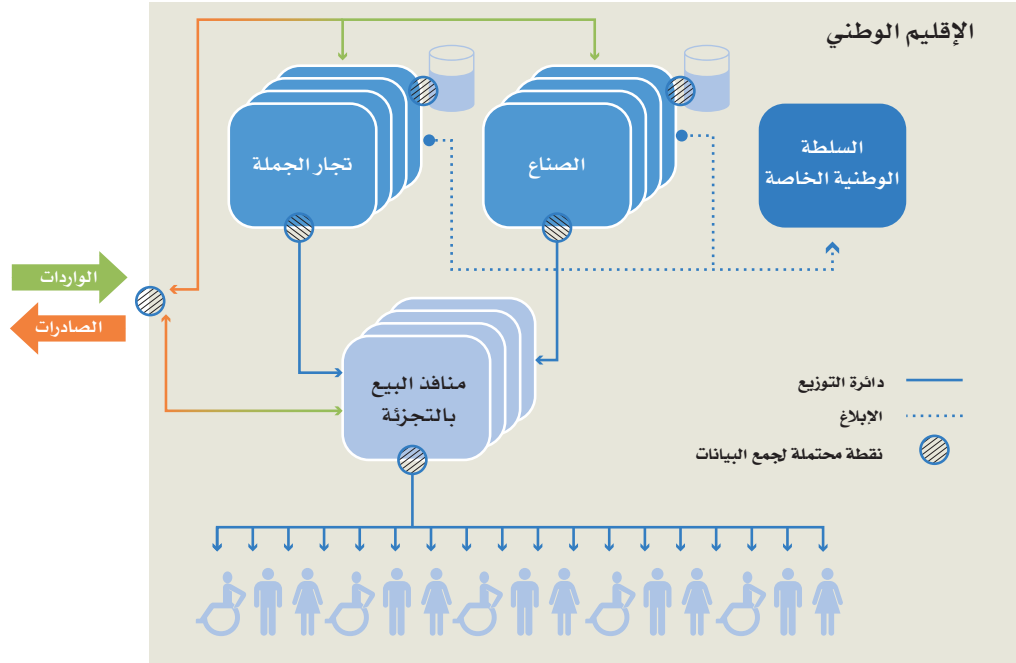 الإقليم الوطني
السلطة
الوطنية الخاصة
الصناع
تجار الجملة
الواردات
الصادرات
منافذ البيع
بالتجزئة
دائرة التوزيع
الإبلاغ
نقطة محتملة لجمع البيانات